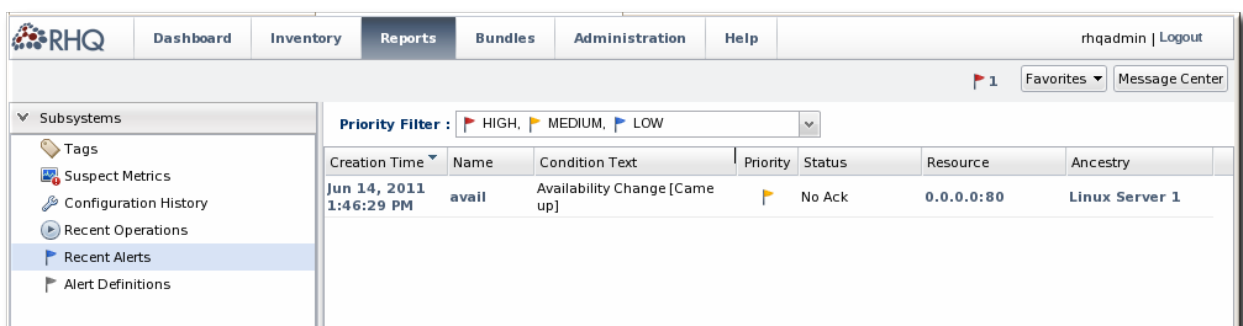 RHQ Dashboard Inventory Reports Bundles Administration Help rhqadmin | Logout
1 Favorites Message Center
Subsystems
Tags
Suspect Metrics
Configuration History
Recent Operations
Recent Alerts
Alert Definitions
Priority Filter : HIGH, MEDIUM, LOW
Creation Time Name Condition Text Priority Status Resource Ancestry
Jun 14, 2011 1:46:29 PM avail Availability Change [Came up] No Ack 0.0.0.0:80 Linux Server 1